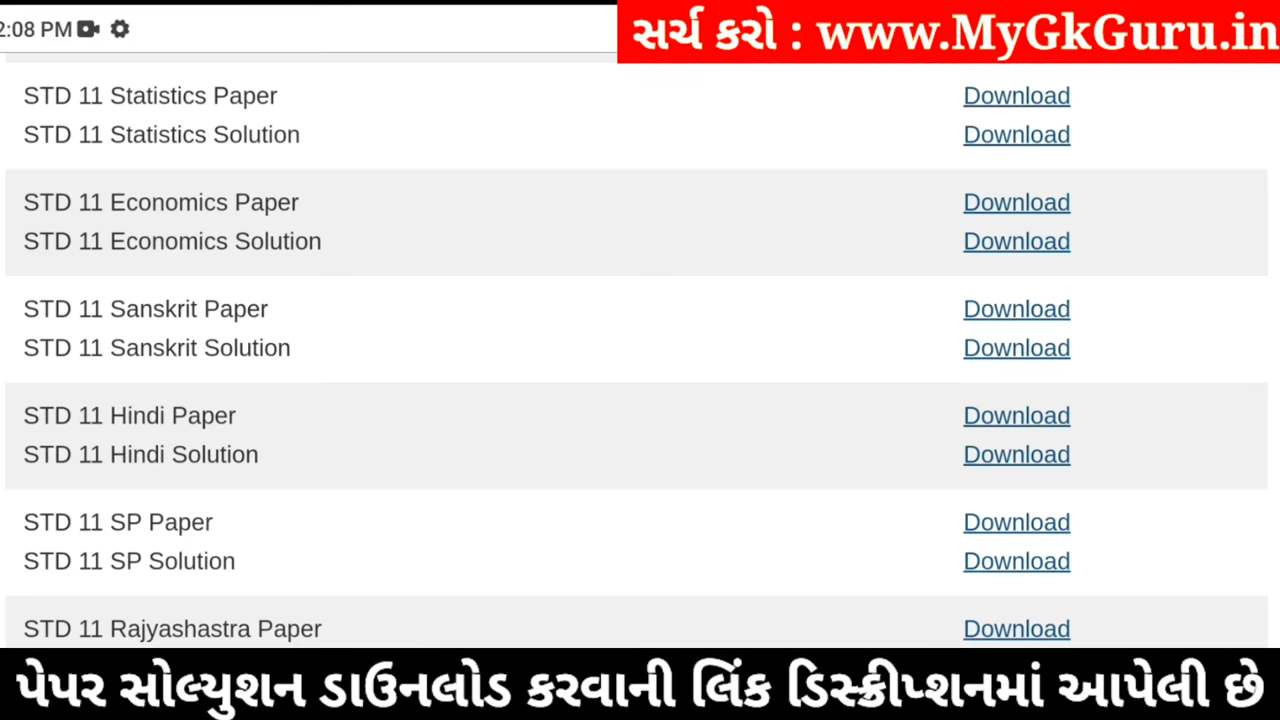 2:08 PM
સર્ચ કરો : www.MyGkGuru.in
STD 11 Statistics Paper Download
STD 11 Statistics Solution Download
STD 11 Economics Paper Download
STD 11 Economics Solution Download
STD 11 Sanskrit Paper Download
STD 11 Sanskrit Solution Download
STD 11 Hindi Paper Download
STD 11 Hindi Solution Download
STD 11 SP Paper Download
STD 11 SP Solution Download
STD 11 Rajyashastra Paper Download
પેપર સોલ્યુશન ડાઉનલોડ કરવાની લિંક ડિસ્ક્રીપ્શનમાં આપેલી છે